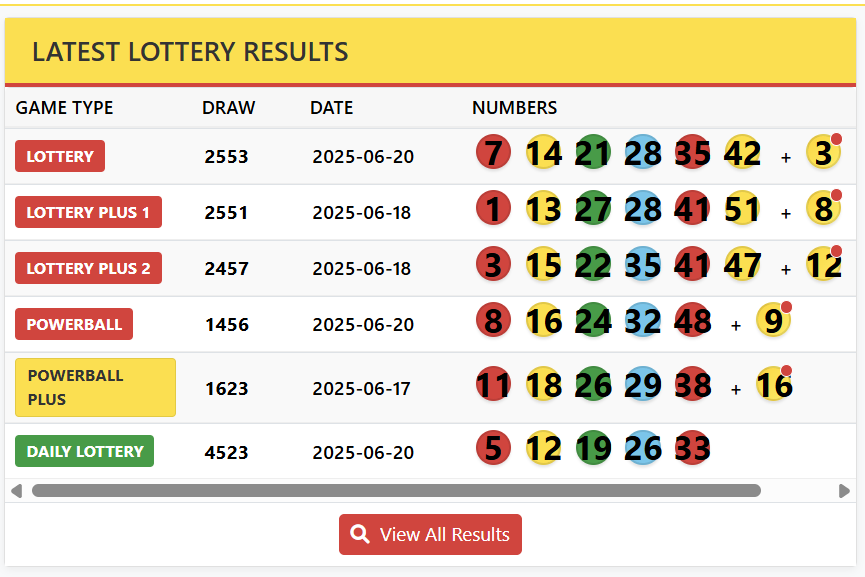 LATEST LOTTERY RESULTS
GAME TYPE DRAW DATE NUMBERS
LOTTERY 2553 2025-06-20 7 14 21 28 35 42 + 3
LOTTERY PLUS 1 2551 2025-06-18 1 13 27 28 41 51 + 8
LOTTERY PLUS 2 2457 2025-06-18 3 15 22 35 41 47 + 12
POWERBALL 1456 2025-06-20 8 16 24 32 48 + 9
POWERBALL
PLUS 1623 2025-06-17 11 18 26 29 38 + 16
DAILY LOTTERY 4523 2025-06-20 5 12 19 26 33
View All Results